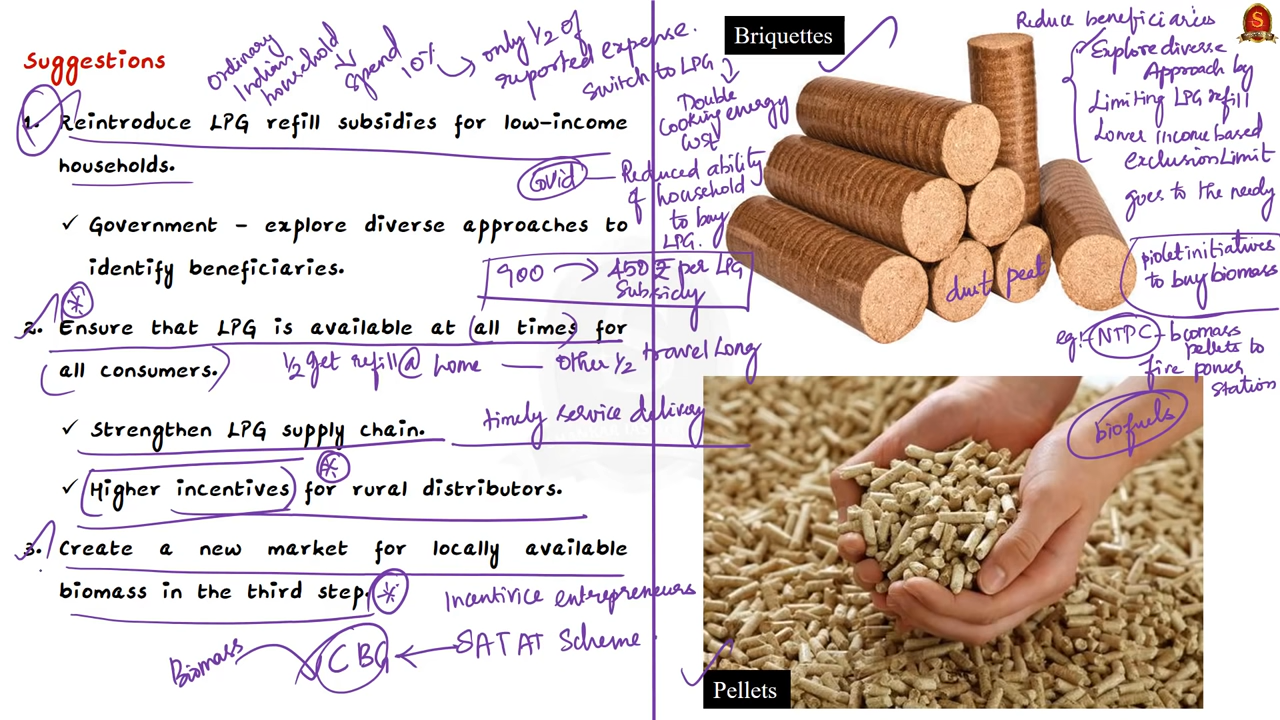 Suggestions
Ordinary
Indian
household
spend
10%
only 1/2 of
suported expense.
switch to LPG
1. Reintroduce LPG refill subsidies for low-income
households.
Double
Cooking energy
cost
Covid — Reduced ability
of household
to buy
LPG.
✓ Government – explore diverse approaches to
identify beneficiaries.
900 → 450 ₹ per LPG
Subsidy
2. Ensure that LPG is available at (all times) for
all consumers.
1/2 get refill @ home — other 1/2 travel long
✓ Strengthen LPG supply chain.
timely service delivery
✓ Higher incentives for rural distributors.
3. Create a new market for locally available
biomass in the third step.
Incentivice entrepreneurs
Biomass
CBG ← SATAT Scheme
Briquettes
dust peat
Reduce beneficiaries
Explore diverse
Approach by
Limiting LPG refill
Lower income based
exclusion Limit
goes to the needy
piolet initiatives
to buy biomass
eg:- NTPC - biomass
pellets to
fire power
station
biofuels
Pellets
S